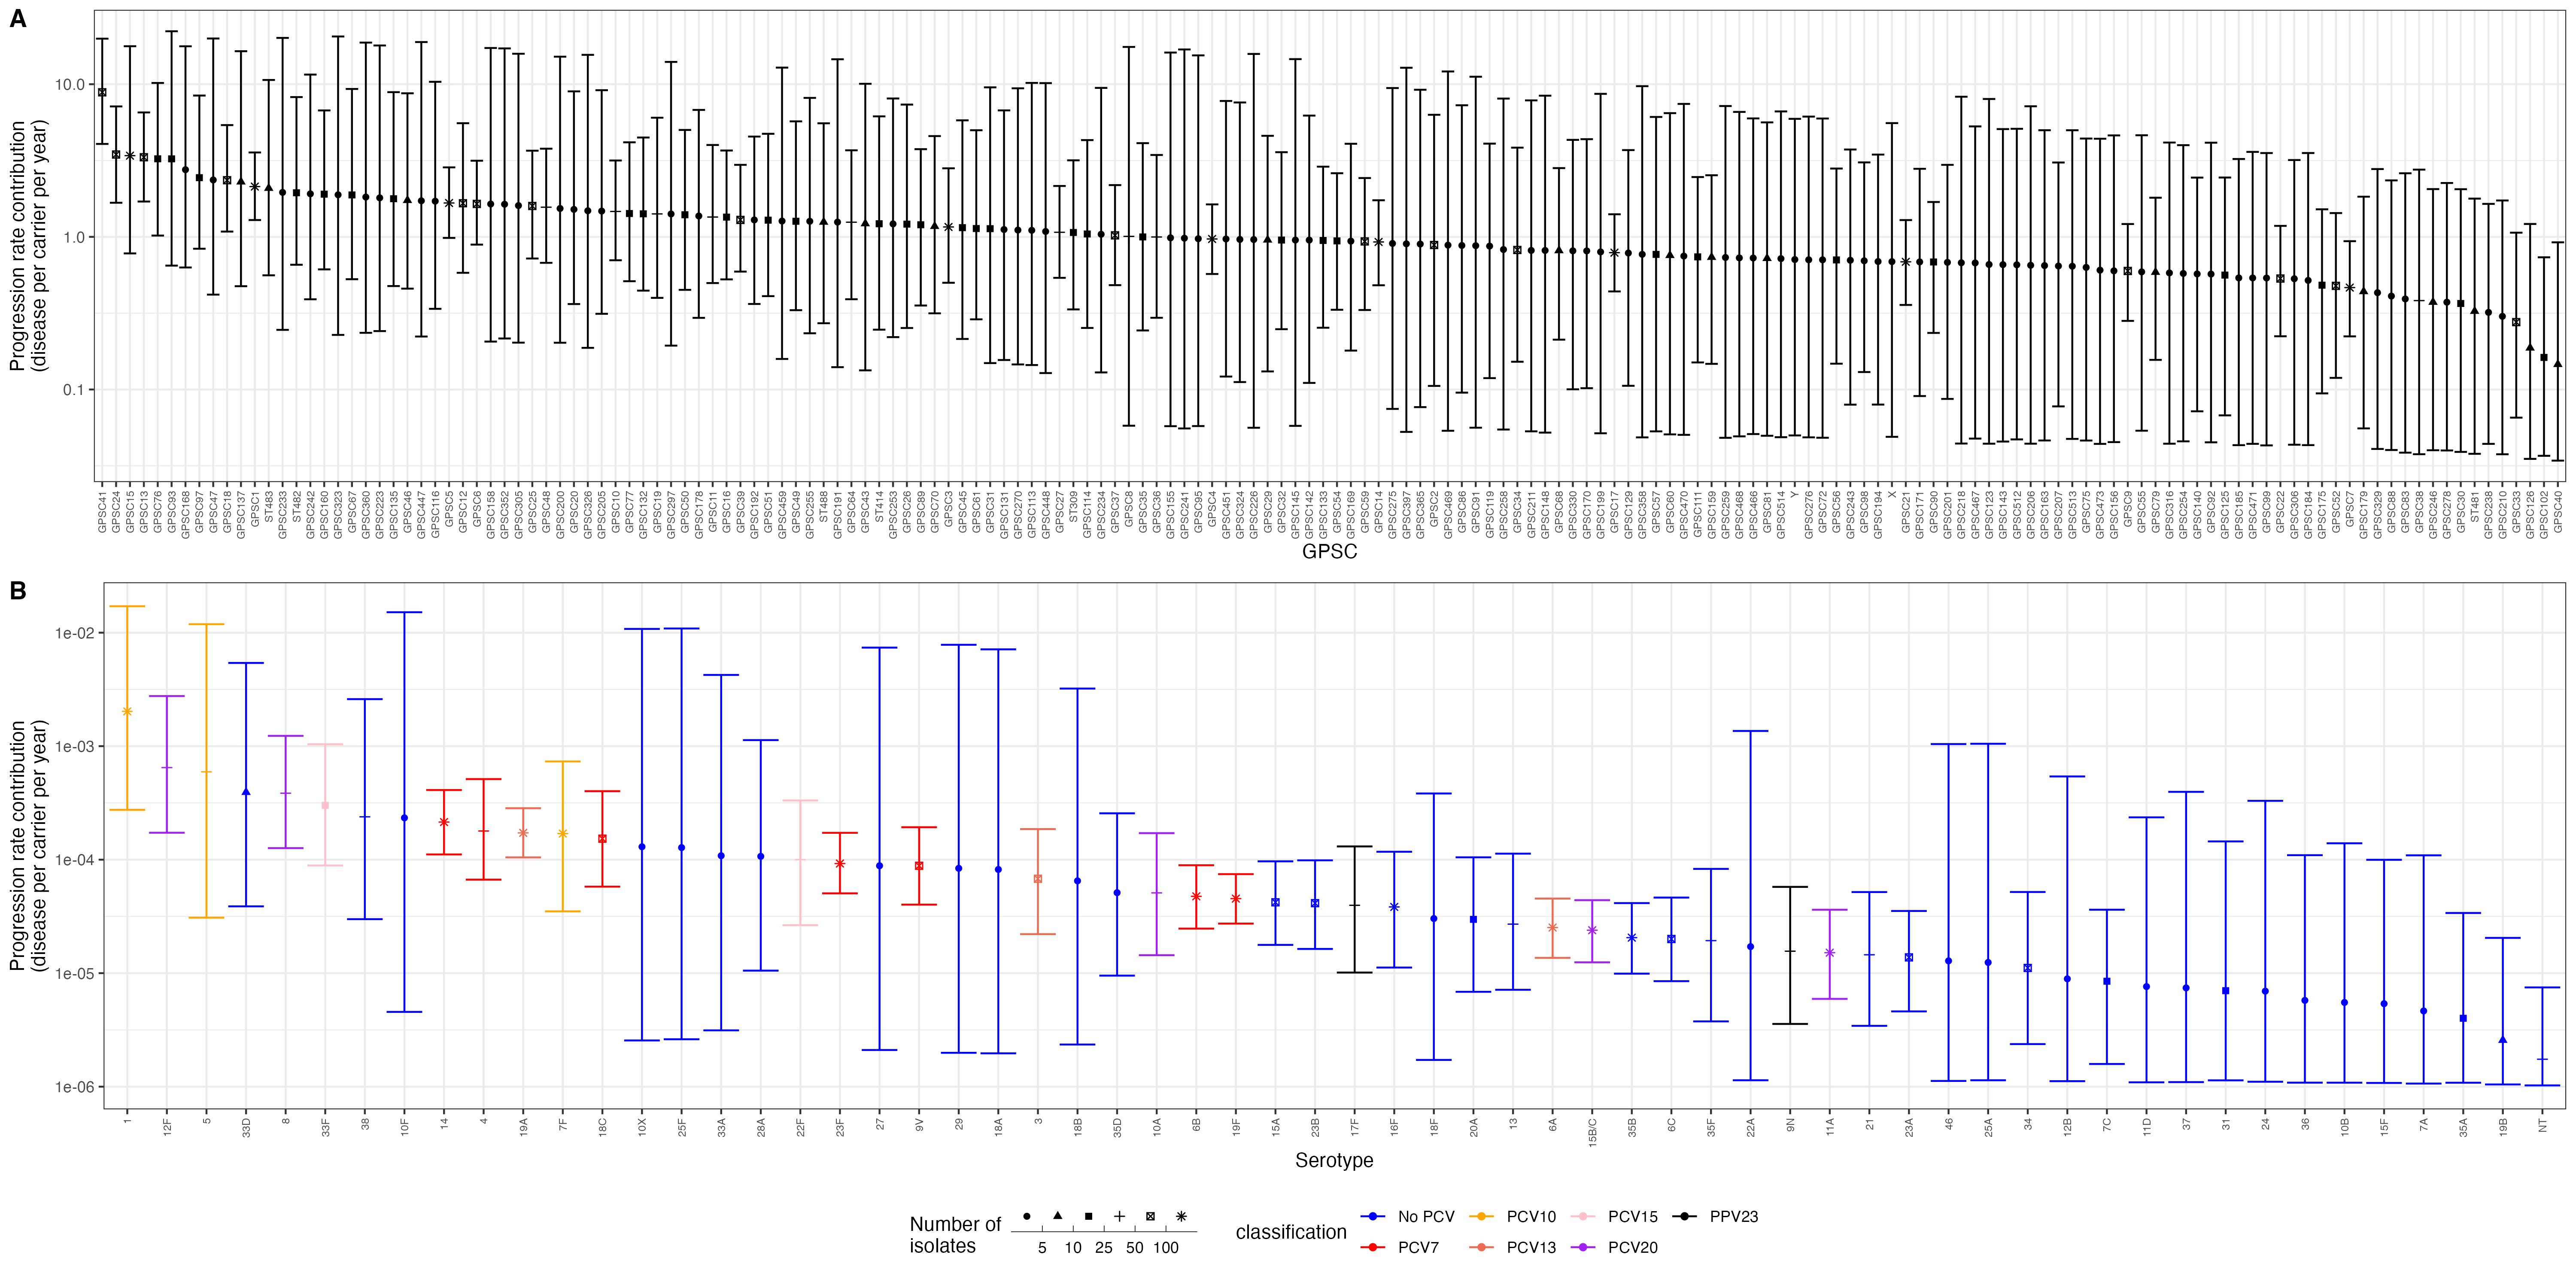 A
Progression rate contribution
(disease per carrier per year)
10.0
1.0
0.1
GPSC41 GPSC24 GPSC15 GPSC13 GPSC76 GPSC93 GPSC168 GPSC97 GPSC47 GPSC18 GPSC137 GPSC1 ST483 GPSC233 ST482 GPSC242 GPSC160 GPSC323 GPSC67 GPSC360 GPSC223 GPSC135 GPSC46 GPSC447 GPSC116 GPSC5 GPSC12 GPSC6 GPSC158 GPSC352 GPSC305 GPSC25 GPSC48 GPSC200 GPSC20 GPSC326 GPSC205 GPSC10 GPSC77 GPSC132 GPSC19 GPSC297 GPSC50 GPSC178 GPSC11 GPSC16 GPSC39 GPSC192 GPSC51 GPSC459 GPSC49 GPSC255 ST488 GPSC191 GPSC64 GPSC43 ST414 GPSC253 GPSC26 GPSC89 GPSC70 GPSC3 GPSC45 GPSC61 GPSC31 GPSC131 GPSC270 GPSC113 GPSC448 GPSC27 ST309 GPSC114 GPSC234 GPSC37 GPSC8 GPSC35 GPSC36 GPSC155 GPSC241 GPSC95 GPSC4 GPSC451 GPSC324 GPSC226 GPSC29 GPSC32 GPSC145 GPSC142 GPSC133 GPSC54 GPSC169 GPSC59 GPSC14 GPSC275 GPSC397 GPSC365 GPSC2 GPSC469 GPSC86 GPSC91 GPSC119 GPSC258 GPSC34 GPSC211 GPSC148 GPSC68 GPSC330 GPSC170 GPSC199 GPSC17 GPSC129 GPSC358 GPSC57 GPSC60 GPSC470 GPSC111 GPSC159 GPSC259 GPSC468 GPSC466 GPSC81 GPSC514 Y GPSC276 GPSC72 GPSC56 GPSC243 GPSC98 GPSC194 X GPSC21 GPSC171 GPSC90 GPSC201 GPSC218 GPSC467 GPSC123 GPSC143 GPSC512 GPSC206 GPSC163 GPSC207 GPSC513 GPSC75 GPSC473 GPSC156 GPSC9 GPSC55 GPSC79 GPSC316 GPSC154 GPSC140 GPSC92 GPSC125 GPSC185 GPSC471 GPSC99 GPSC22 GPSC306 GPSC184 GPSC175 GPSC52 GPSC7 GPSC179 GPSC329 GPSC88 GPSC83 GPSC38 GPSC246 GPSC278 GPSC30 ST481 GPSC238 GPSC210 GPSC33 GPSC126 GPSC102 GPSC40
GPSC
B
Progression rate contribution
(disease per carrier per year)
1e-02
1e-03
1e-04
1e-05
1e-06
1 12F 5 33D 8 33F 38 10F 14 4 19A 7F 18C 10X 25F 33A 28A 22F 23F 27 9V 29 18A 3 18B 35D 10A 6B 19F 15A 23B 17F 16F 18F 20A 13 6A 15B/C 35B 6C 35F 22A 9N 11A 21 23A 46 25A 34 12B 7C 11D 37 31 24 36 10B 15F 7A 35A 19B NT
Serotype
Number of
isolates
5 10 25 50 100
classification
No PCV PCV10 PCV15 PPV23
PCV7 PCV13 PCV20